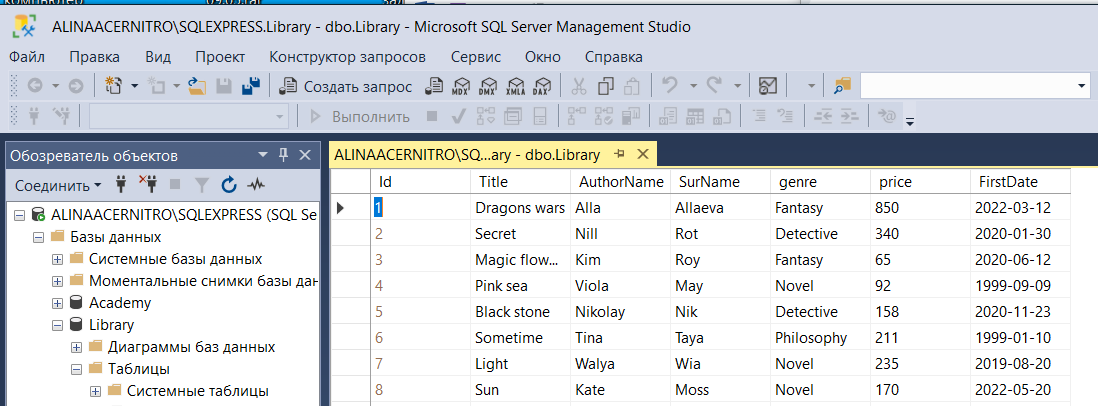 ALINAACERNITRO\SQLEXPRESS.Library - dbo.Library - Microsoft SQL Server Management Studio
Файл Правка Вид Проект Конструктор запросов Сервис Окно Справка
Создать запрос MDX DMX XMLA DAX
Выполнить
Обозреватель объектов
Соединить
ALINAACERNITRO\SQLEXPRESS (SQL Se
Базы данных
Системные базы данных
Моментальные снимки базы дан
Academy
Library
Диаграммы баз данных
Таблицы
Системные таблицы
ALINAACERNITRO\SQ...ary - dbo.Library
Id Title AuthorName SurName genre price FirstDate
1 Dragons wars Alla Allaeva Fantasy 850 2022-03-12
2 Secret Nill Rot Detective 340 2020-01-30
3 Magic flow... Kim Roy Fantasy 65 2020-06-12
4 Pink sea Viola May Novel 92 1999-09-09
5 Black stone Nikolay Nik Detective 158 2020-11-23
6 Sometime Tina Taya Philosophy 211 1999-01-10
7 Light Walya Wia Novel 235 2019-08-20
8 Sun Kate Moss Novel 170 2022-05-20